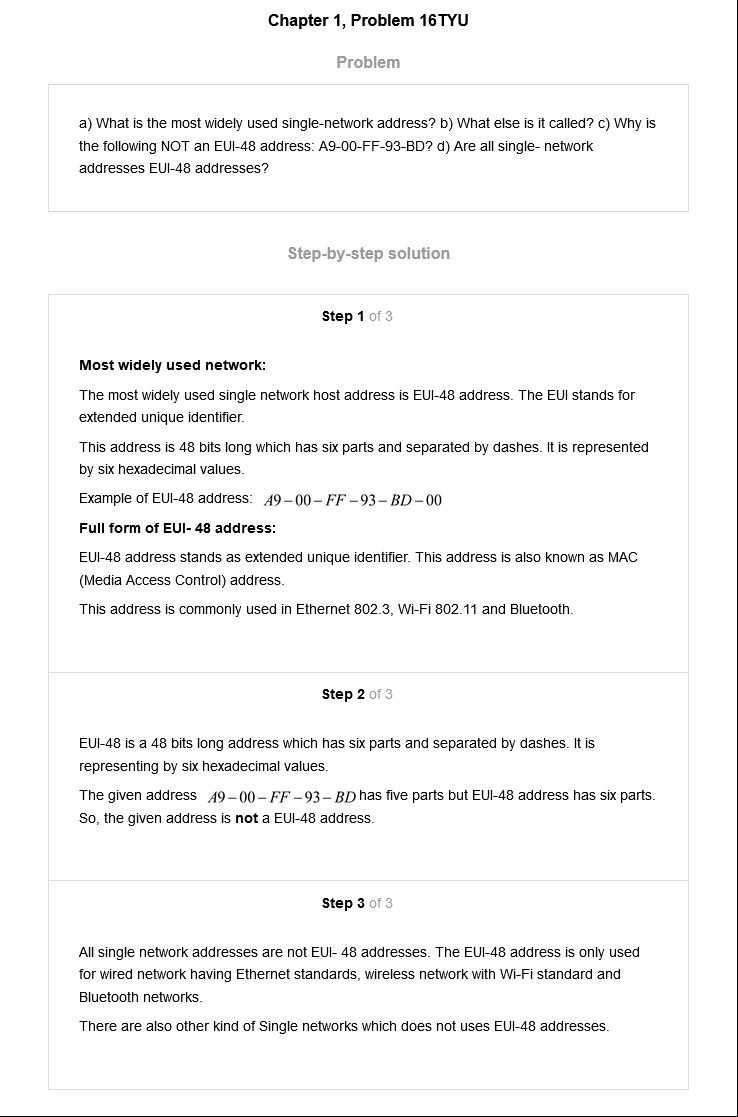 Chapter 1, Problem 16TYU
Problem
a) What is the most widely used single-network address? b) What else is it called? c) Why is
the following NOT an EUI-48 address: A9-00-FF-93-BD? d) Are all single- network
addresses EUI-48 addresses?
Step-by-step solution
Step 1 of 3
Most widely used network:
The most widely used single network host address is EUI-48 address. The EUI stands for
extended unique identifier.
This address is 48 bits long which has six parts and separated by dashes. It is represented
by six hexadecimal values.
Example of EUI-48 address: A9–00–FF–93–BD–00
Full form of EUI- 48 address:
EUI-48 address stands as extended unique identifier. This address is also known as MAC
(Media Access Control) address.
This address is commonly used in Ethernet 802.3, Wi-Fi 802.11 and Bluetooth.
Step 2 of 3
EUI-48 is a 48 bits long address which has six parts and separated by dashes. It is
representing by six hexadecimal values.
The given address A9–00–FF–93–BD has five parts but EUI-48 address has six parts.
So, the given address is not a EUI-48 address.
Step 3 of 3
All single network addresses are not EUI- 48 addresses. The EUI-48 address is only used
for wired network having Ethernet standards, wireless network with Wi-Fi standard and
Bluetooth networks.
There are also other kind of Single networks which does not uses EUI-48 addresses.